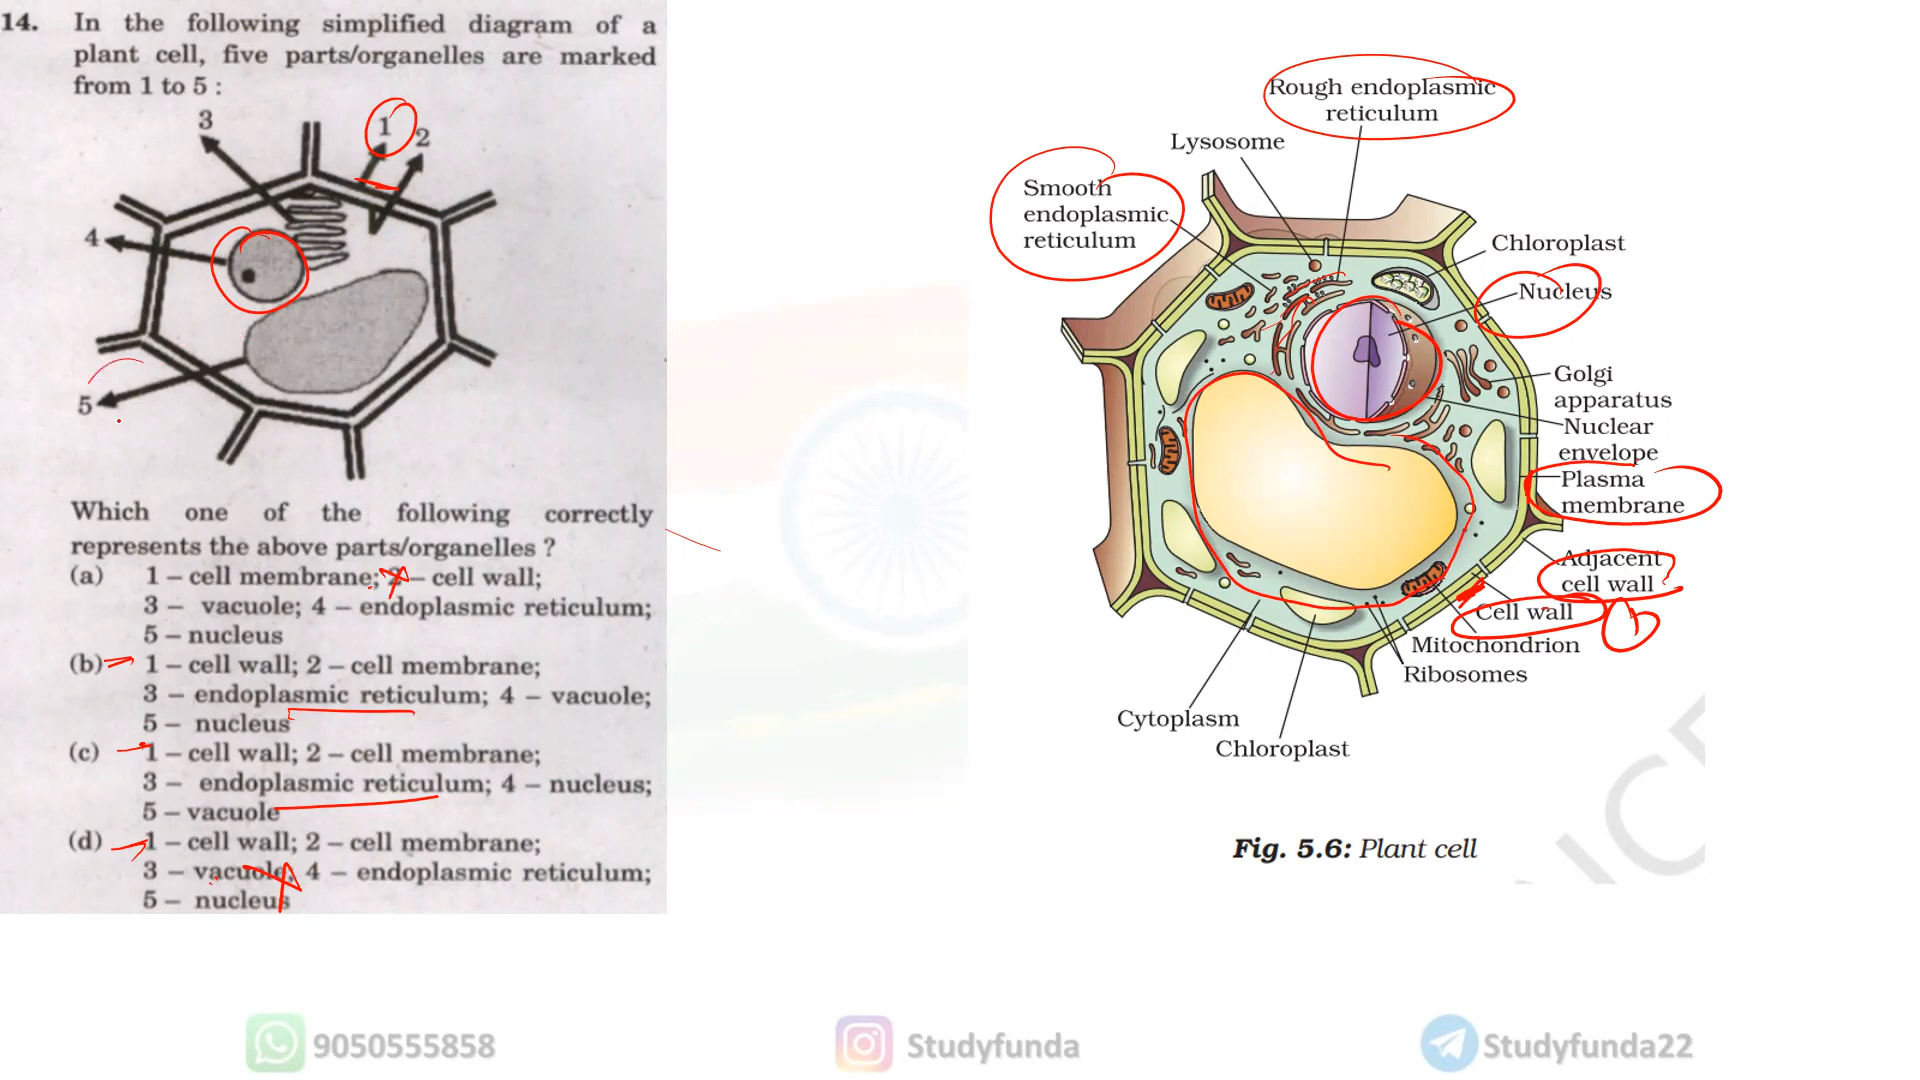 14. In the following simplified diagram of a
plant cell, five parts/organelles are marked
from 1 to 5 :
3
1
2
4
5
Which one of the following correctly
represents the above parts/organelles ?
(a) 1 – cell membrane; 2 – cell wall;
3 – vacuole; 4 – endoplasmic reticulum;
5 – nucleus
(b) 1 – cell wall; 2 – cell membrane;
3 – endoplasmic reticulum; 4 – vacuole;
5 – nucleus
(c) 1 – cell wall; 2 – cell membrane;
3 – endoplasmic reticulum; 4 – nucleus;
5 – vacuole
(d) 1 – cell wall; 2 – cell membrane;
3 – vacuole; 4 – endoplasmic reticulum;
5 – nucleus
Rough endoplasmic
reticulum
Lysosome
Smooth
endoplasmic
reticulum
Chloroplast
Nucleus
Golgi
apparatus
Nuclear
envelope
Plasma
membrane
Adjacent
cell wall
Cell wall
1
Mitochondrion
Ribosomes
Cytoplasm
Chloroplast
Fig. 5.6: Plant cell
9050555858
Studyfunda
Studyfunda22